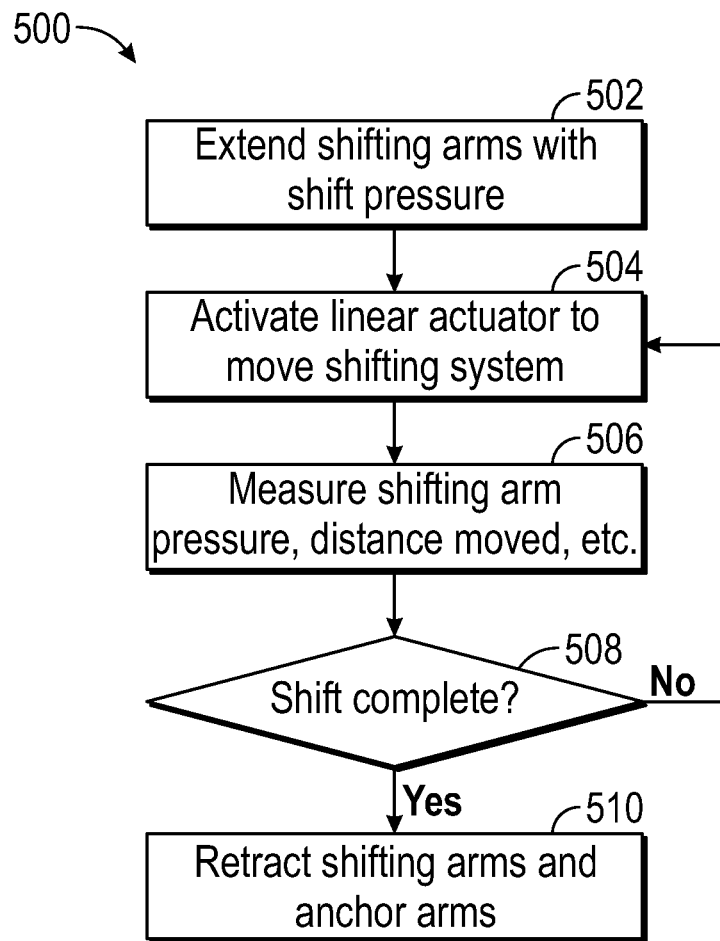 500
502
Extend shifting arms with
shift pressure
504
Activate linear actuator to
move shifting system
506
Measure shifting arm
pressure, distance moved, etc.
508
Shift complete?
No
Yes
510
Retract shifting arms and
anchor arms